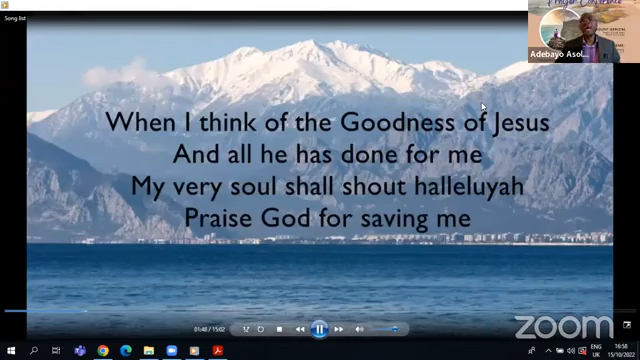 Song list
Prayer Conference
Adebayo Asol...
When I think of the Goodness of Jesus
And all he has done for me
My very soul shall shout halleluyah
Praise God for saving me
01:48 / 15:02
zoom
ENG
UK
16:58
15/10/2022